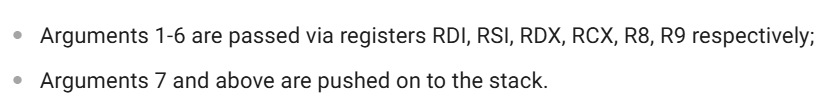 Arguments 1-6 are passed via registers RDI, RSI, RDX, RCX, R8, R9 respectively;
Arguments 7 and above are pushed on to the stack.